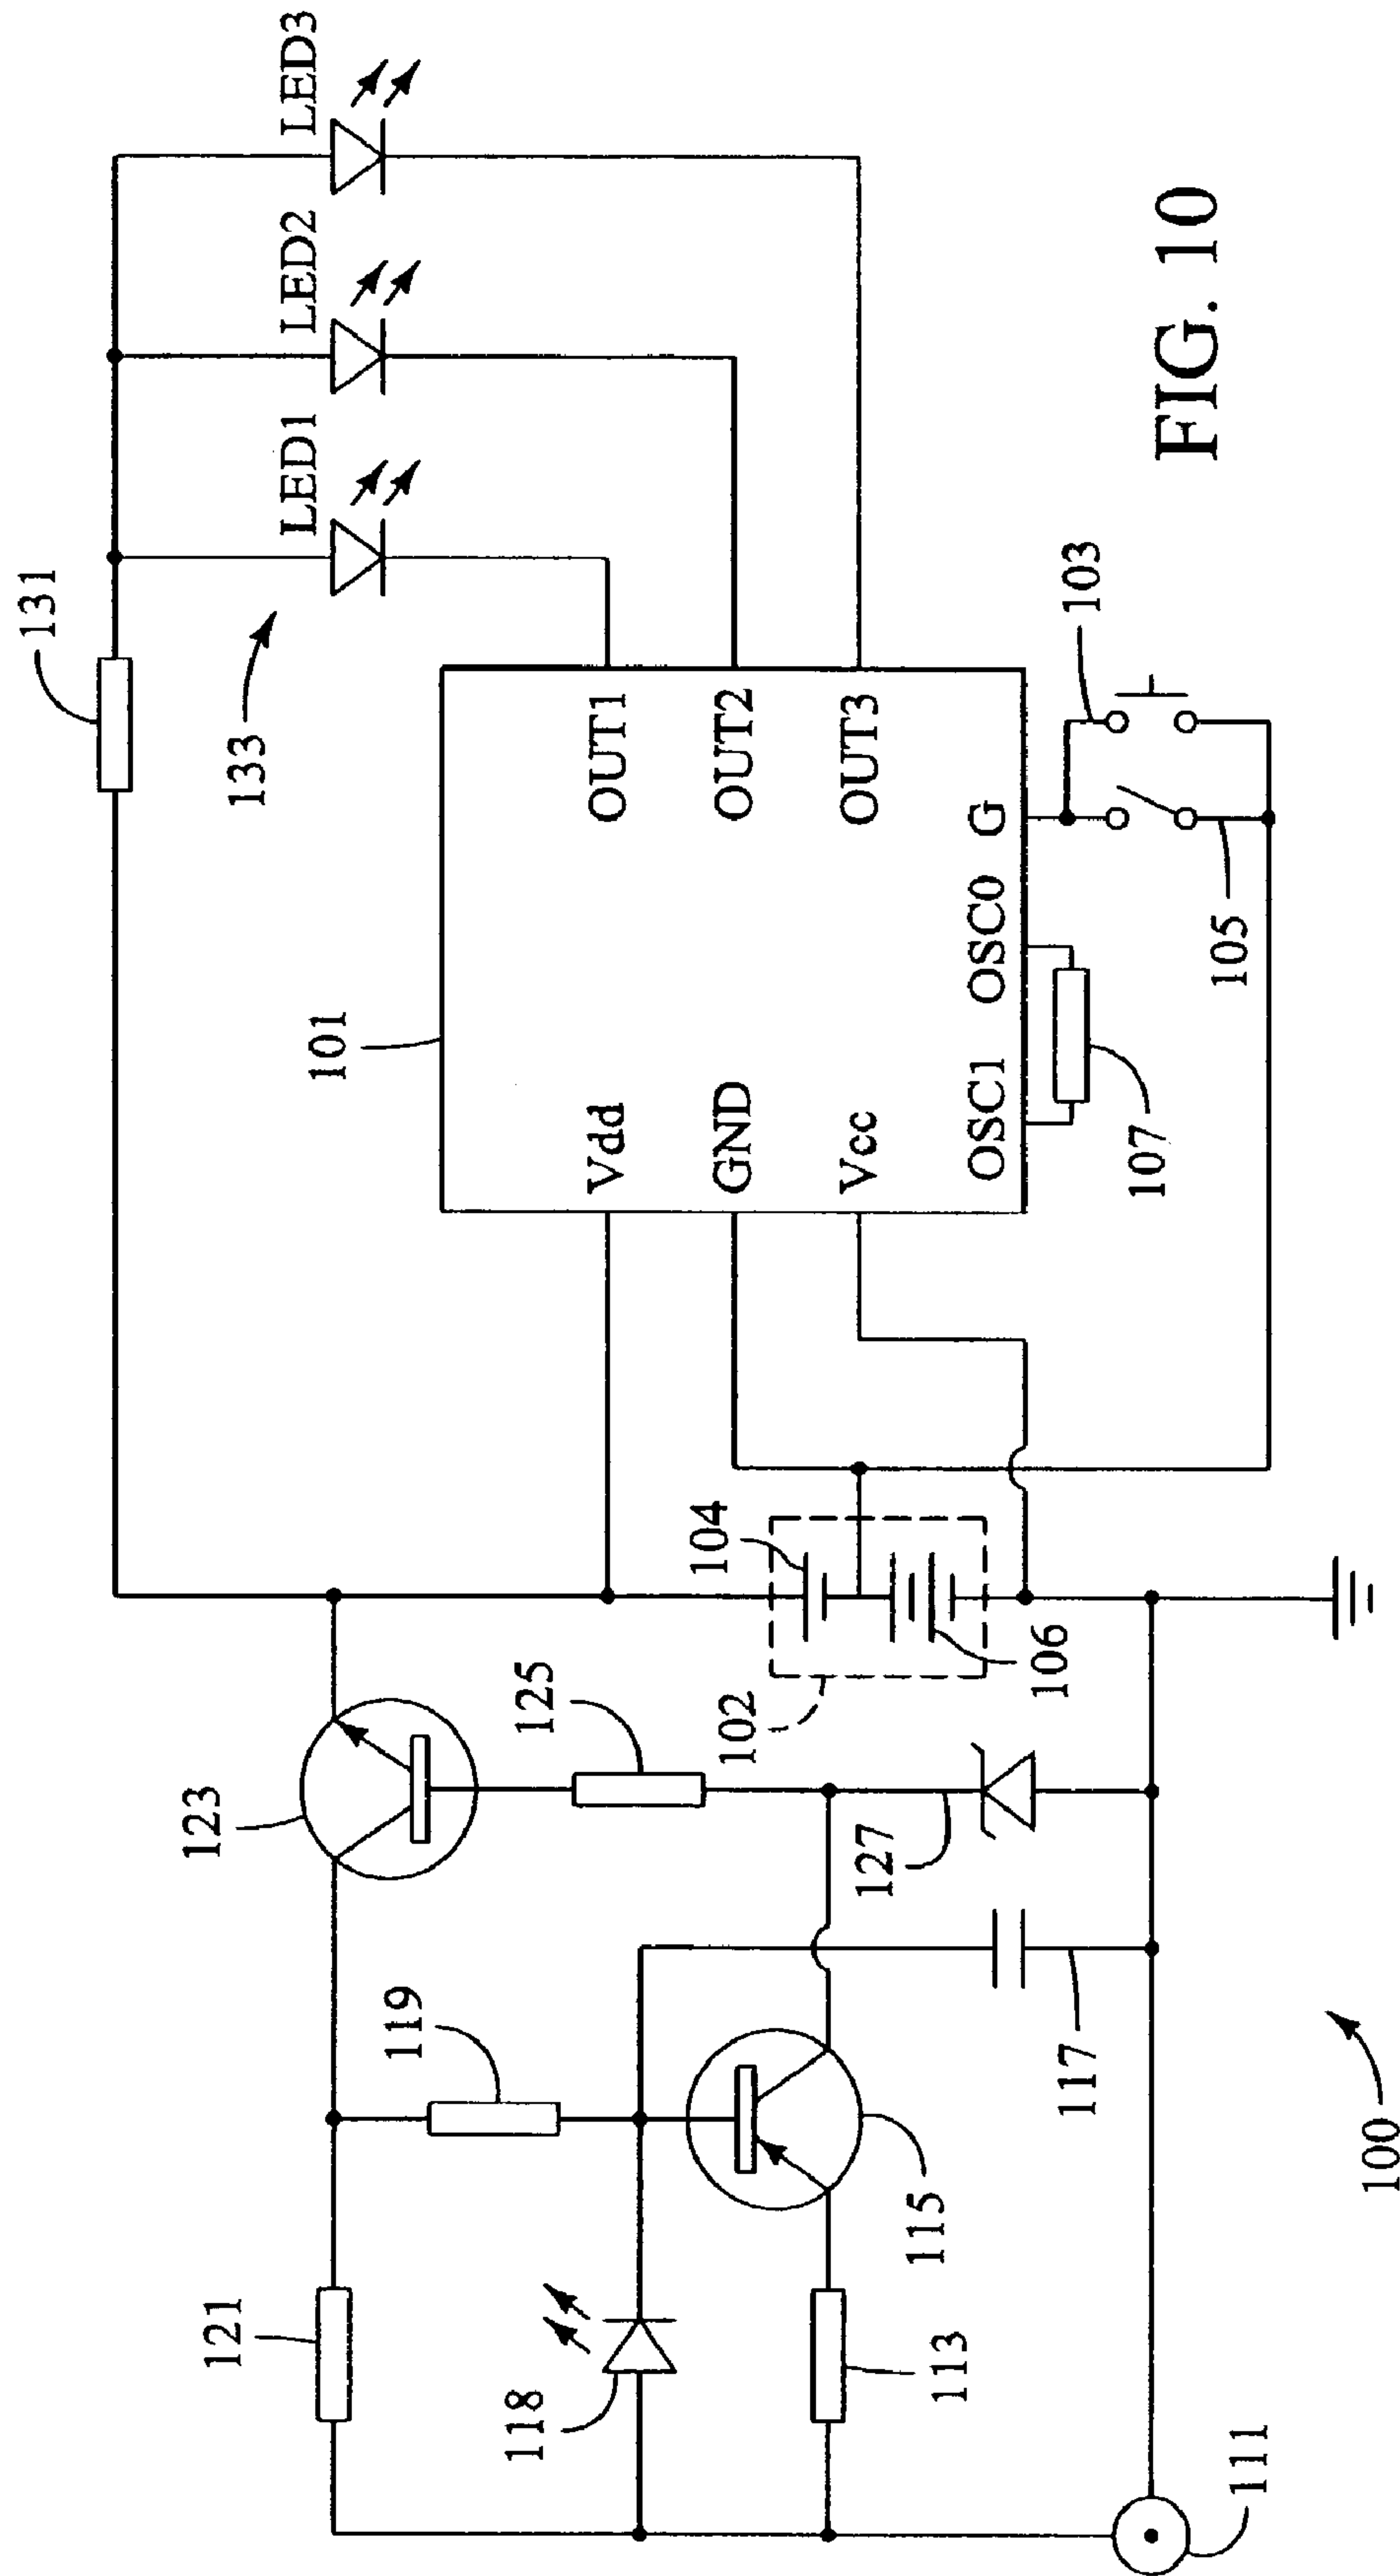 131
LED1
LED2
LED3
133
123
121
119
125
118
115
113
127
117
111
102
104
106
101
Vdd
GND
Vcc
OUT1
OUT2
OUT3
OSC1
OSC0
G
107
105
103
100
FIG. 10